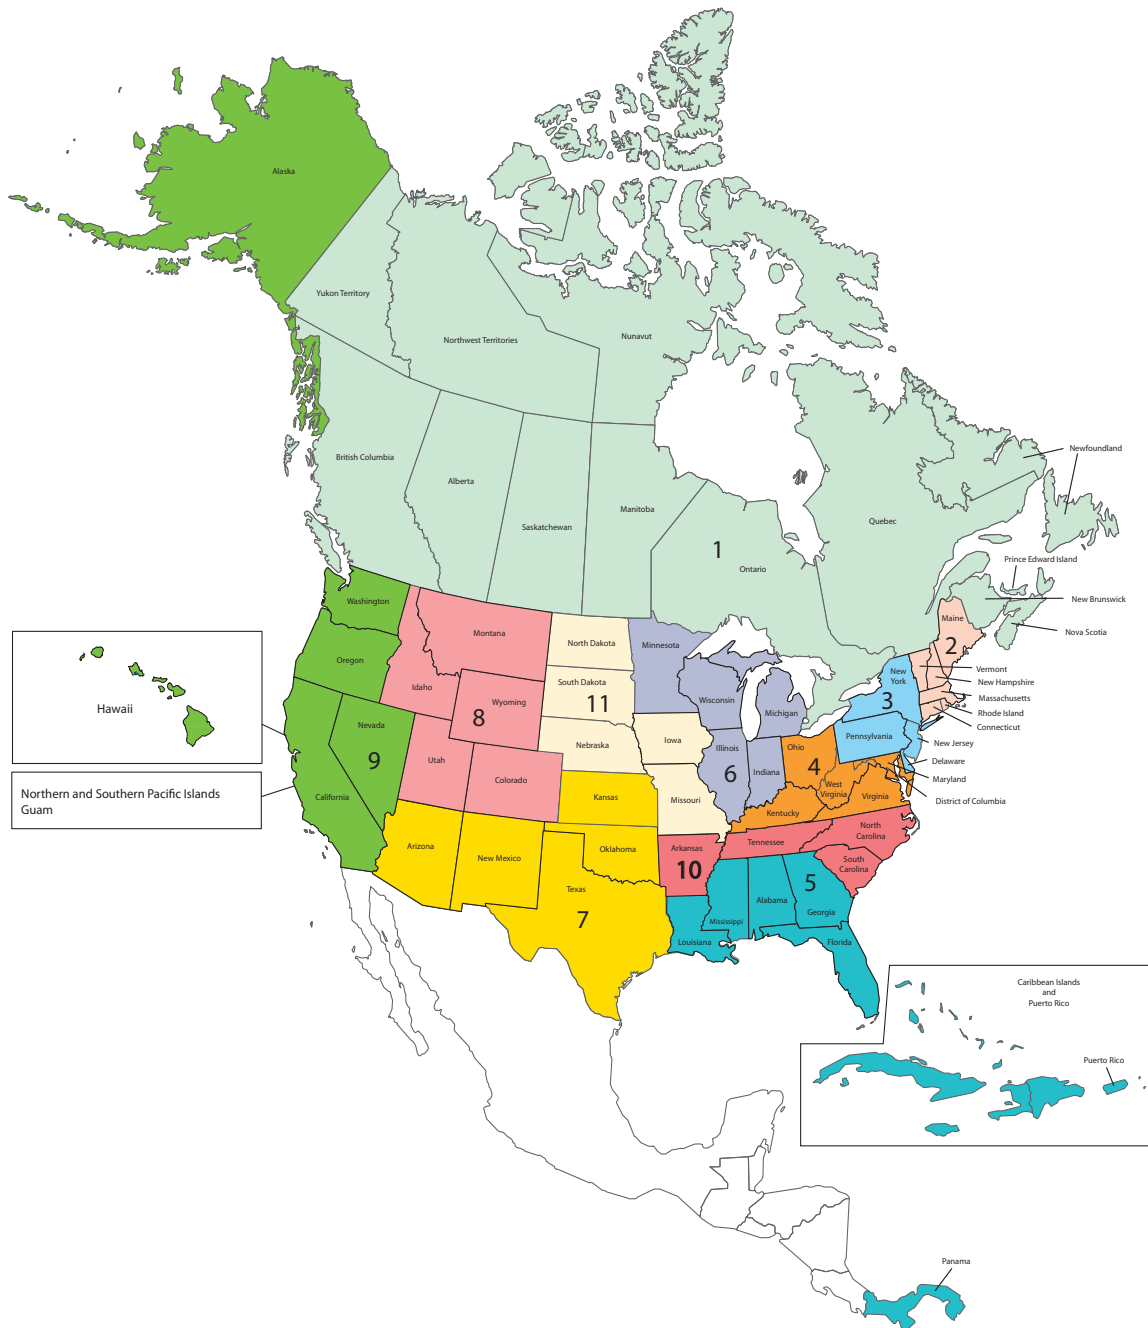 Alaska
Yukon Territory
Northwest Territories
Nunavut
British Columbia
Alberta
Saskatchewan
Manitoba
1
Ontario
Quebec
Newfoundland
Prince Edward Island
New Brunswick
Nova Scotia
Maine
2
Vermont
New Hampshire
Massachusetts
Rhode Island
Connecticut
New
York
3
Pennsylvania
New Jersey
Delaware
Maryland
District of Columbia
Washington
Oregon
Nevada
9
California
Hawaii
Northern and Southern Pacific Islands
Guam
Montana
Idaho
8
Wyoming
Utah
Colorado
North Dakota
South Dakota
11
Nebraska
Iowa
Missouri
Minnesota
Wisconsin
Michigan
Illinois
6
Indiana
Ohio
4
West
Virginia
Virginia
Kentucky
Kansas
Arizona
New Mexico
Oklahoma
Texas
7
Arkansas
10
Tennessee
North
Carolina
South
Carolina
5
Georgia
Alabama
Mississippi
Louisiana
Florida
Caribbean Islands
and
Puerto Rico
Puerto Rico
Panama